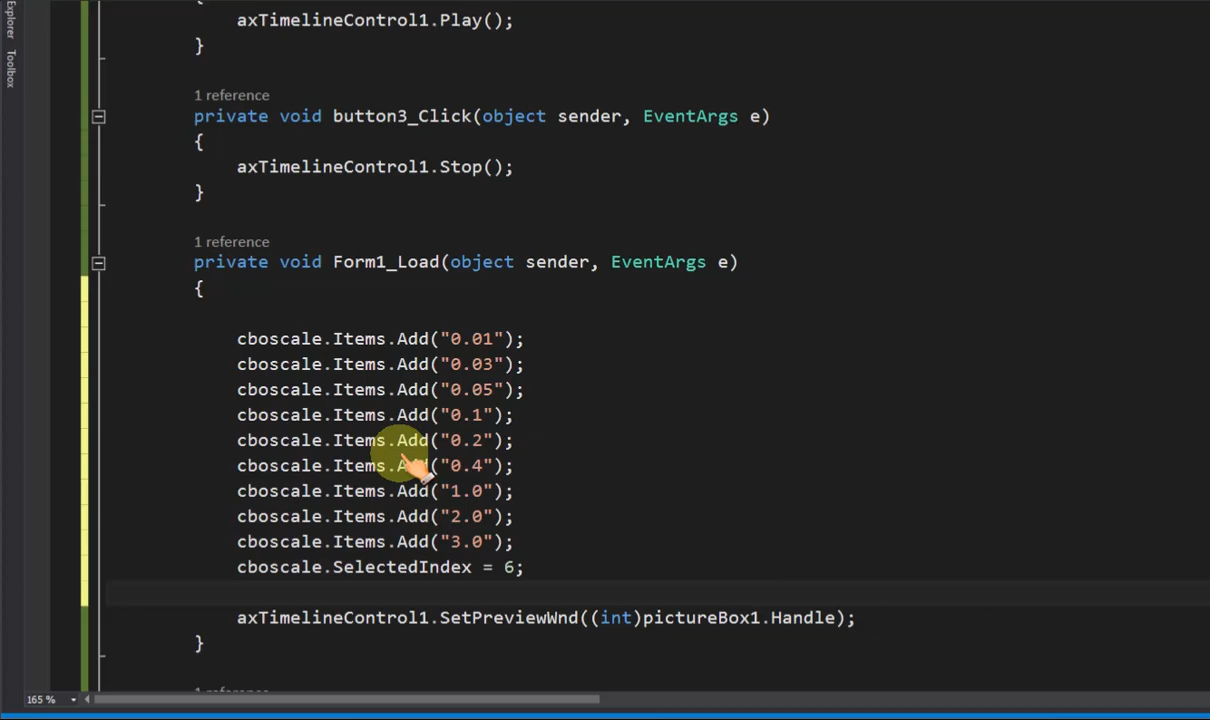 Explorer
Toolbox
axTimelineControl1.Play();
}
1 reference
private void button3_Click(object sender, EventArgs e)
{
axTimelineControl1.Stop();
}
1 reference
private void Form1_Load(object sender, EventArgs e)
{
cboscale.Items.Add("0.01");
cboscale.Items.Add("0.03");
cboscale.Items.Add("0.05");
cboscale.Items.Add("0.1");
cboscale.Items.Add("0.2");
cboscale.Items.Add("0.4");
cboscale.Items.Add("1.0");
cboscale.Items.Add("2.0");
cboscale.Items.Add("3.0");
cboscale.SelectedIndex = 6;
axTimelineControl1.SetPreviewWnd((int)pictureBox1.Handle);
}
165 %